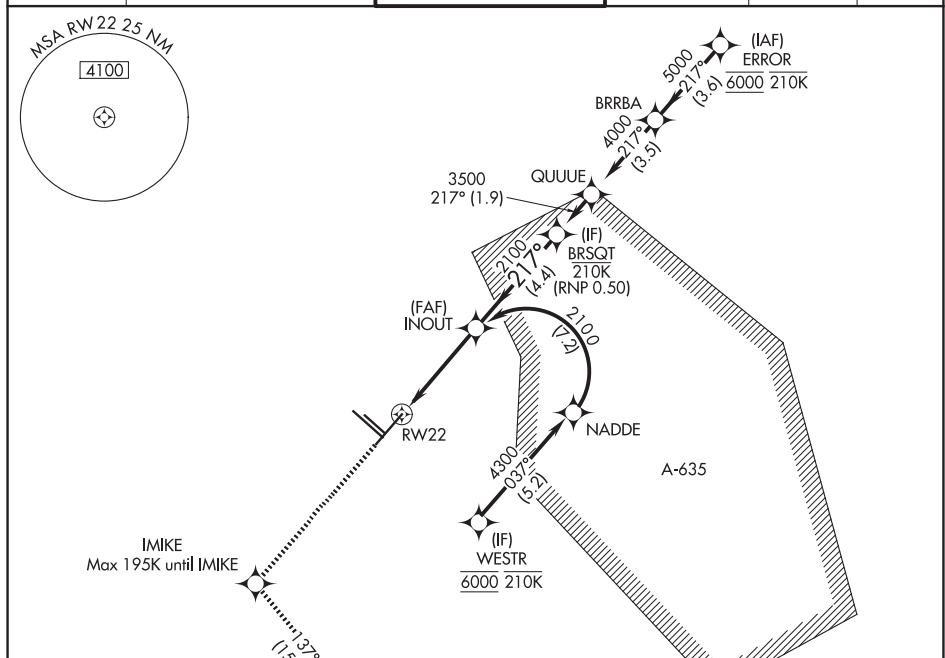 MSA RW22 25 NM
4100
(IAF)
ERROR
6000 210K
5000
217°
(3.6)
BRRBA
4000
217°
(3.5)
QUUUE
3500
217° (1.9)
(IF)
BRSQT
210K
(RNP 0.50)
2100
217°
(4.4)
(FAF)
INOUT
2100
(7.2)
RW22
NADDE
A-635
4300
037°
(5.2)
(IF)
WESTR
6000 210K
IMIKE
Max 195K until IMIKE
137°